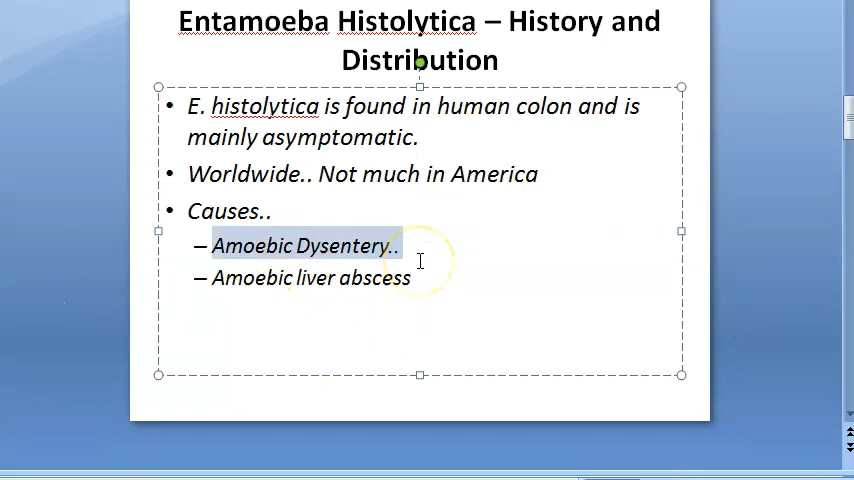 Entamoeba Histolytica – History and
Distribution
• E. histolytica is found in human colon and is
mainly asymptomatic.
• Worldwide.. Not much in America
• Causes..
– Amoebic Dysentery..
– Amoebic liver abscess